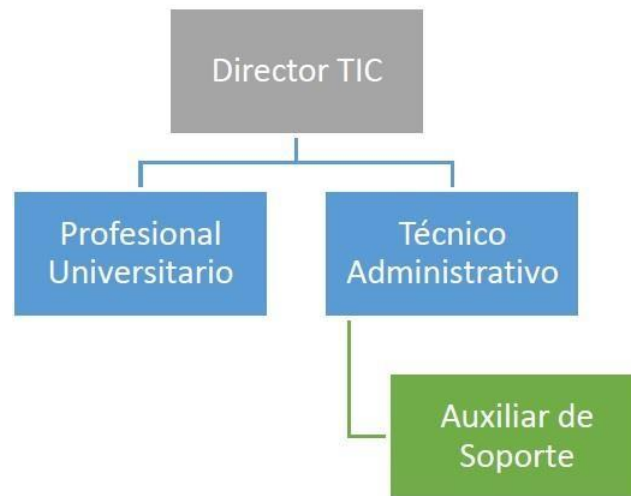 Director TIC
Profesional
Universitario
Técnico
Administrativo
Auxiliar de
Soporte